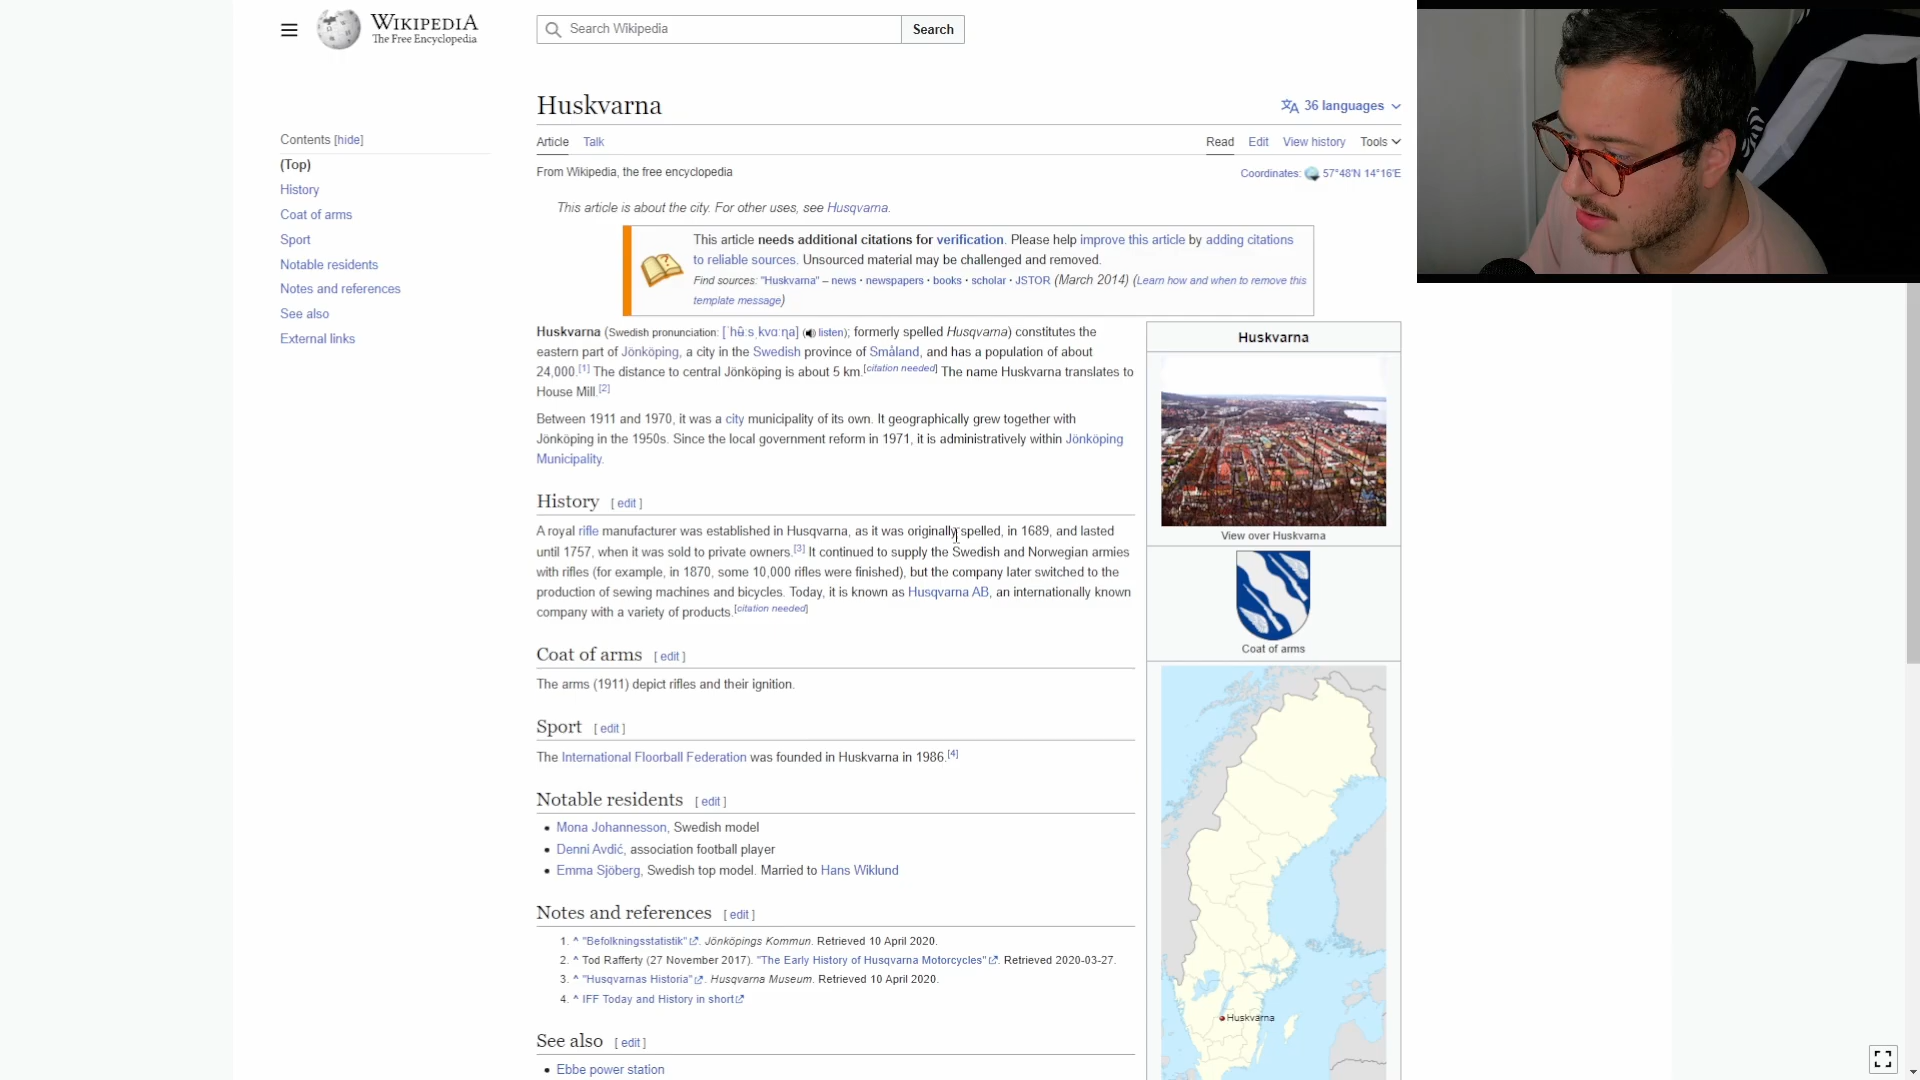 WIKIPEDIA
The Free Encyclopedia
Search Wikipedia
Search
Huskvarna
36 languages
Contents [hide]
(Top)
History
Coat of arms
Sport
Notable residents
Notes and references
See also
External links
Article Talk
Read Edit View history Tools
From Wikipedia, the free encyclopedia
Coordinates: 57°48′N 14°16′E
This article is about the city. For other uses, see Husqvarna.
This article needs additional citations for verification. Please help improve this article by adding citations
to reliable sources. Unsourced material may be challenged and removed.
Find sources: "Huskvarna" – news · newspapers · books · scholar · JSTOR (March 2014) (Learn how and when to remove this
template message)
Huskvarna (Swedish pronunciation: [ˈhʉ̂ːsˌkvɑːɳa] (listen); formerly spelled Husqvarna) constitutes the
eastern part of Jönköping, a city in the Swedish province of Småland, and has a population of about
24,000.[1] The distance to central Jönköping is about 5 km.[citation needed] The name Huskvarna translates to
House Mill.[2]
Between 1911 and 1970, it was a city municipality of its own. It geographically grew together with
Jönköping in the 1950s. Since the local government reform in 1971, it is administratively within Jönköping
Municipality.
History [ edit ]
A royal rifle manufacturer was established in Husqvarna, as it was originally spelled, in 1689, and lasted
until 1757, when it was sold to private owners.[3] It continued to supply the Swedish and Norwegian armies
with rifles (for example, in 1870, some 10,000 rifles were finished), but the company later switched to the
production of sewing machines and bicycles. Today, it is known as Husqvarna AB, an internationally known
company with a variety of products.[citation needed]
Coat of arms [ edit ]
The arms (1911) depict rifles and their ignition.
Sport [ edit ]
The International Floorball Federation was founded in Huskvarna in 1986.[4]
Notable residents [ edit ]
• Mona Johannesson, Swedish model
• Denni Avdić, association football player
• Emma Sjöberg, Swedish top model. Married to Hans Wiklund
Notes and references [ edit ]
1. ^ "Befolkningsstatistik". Jönköpings Kommun. Retrieved 10 April 2020.
2. ^ Tod Rafferty (27 November 2017). "The Early History of Husqvarna Motorcycles". Retrieved 2020-03-27.
3. ^ "Husqvarnas Historia". Husqvarna Museum. Retrieved 10 April 2020.
4. ^ IFF Today and History in short
See also [ edit ]
• Ebbe power station
Huskvarna
View over Huskvarna
Coat of arms
Huskvarna